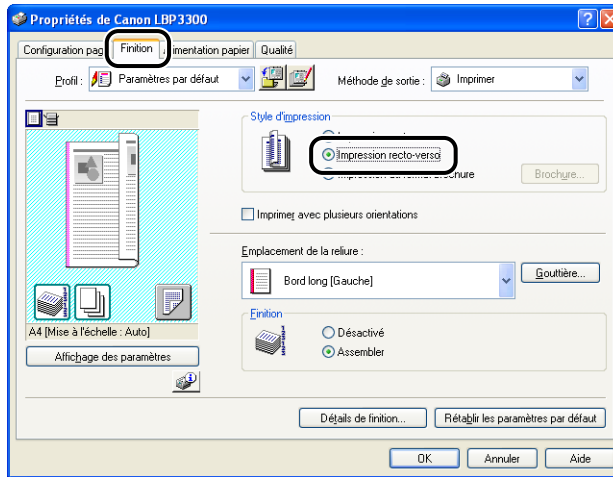 Propriétés de Canon LBP3300
Configuration pag Finition Alimentation papier Qualité
Profil : Paramètres par défaut Méthode de sortie : Imprimer
Style d'impression
Impression recto-verso
Brochure...
Imprimer avec plusieurs orientations
Emplacement de la reliure :
Bord long [Gauche] Gouttière...
Finition
Désactivé
Assembler
A4 [Mise à l'échelle : Auto]
Affichage des paramètres
Détails de finition... Rétablir les paramètres par défaut
OK Annuler Aide